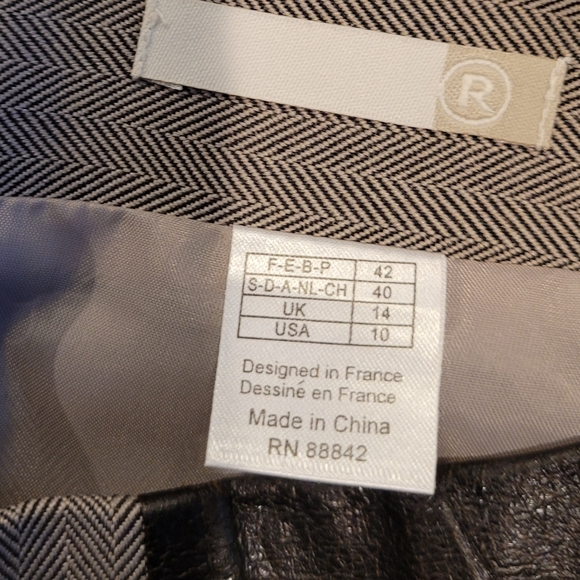 R
F-E-B-P 42
S-D-A-NL-CH 40
UK 14
USA 10
Designed in France
Dessiné en France
Made in China
RN 88842